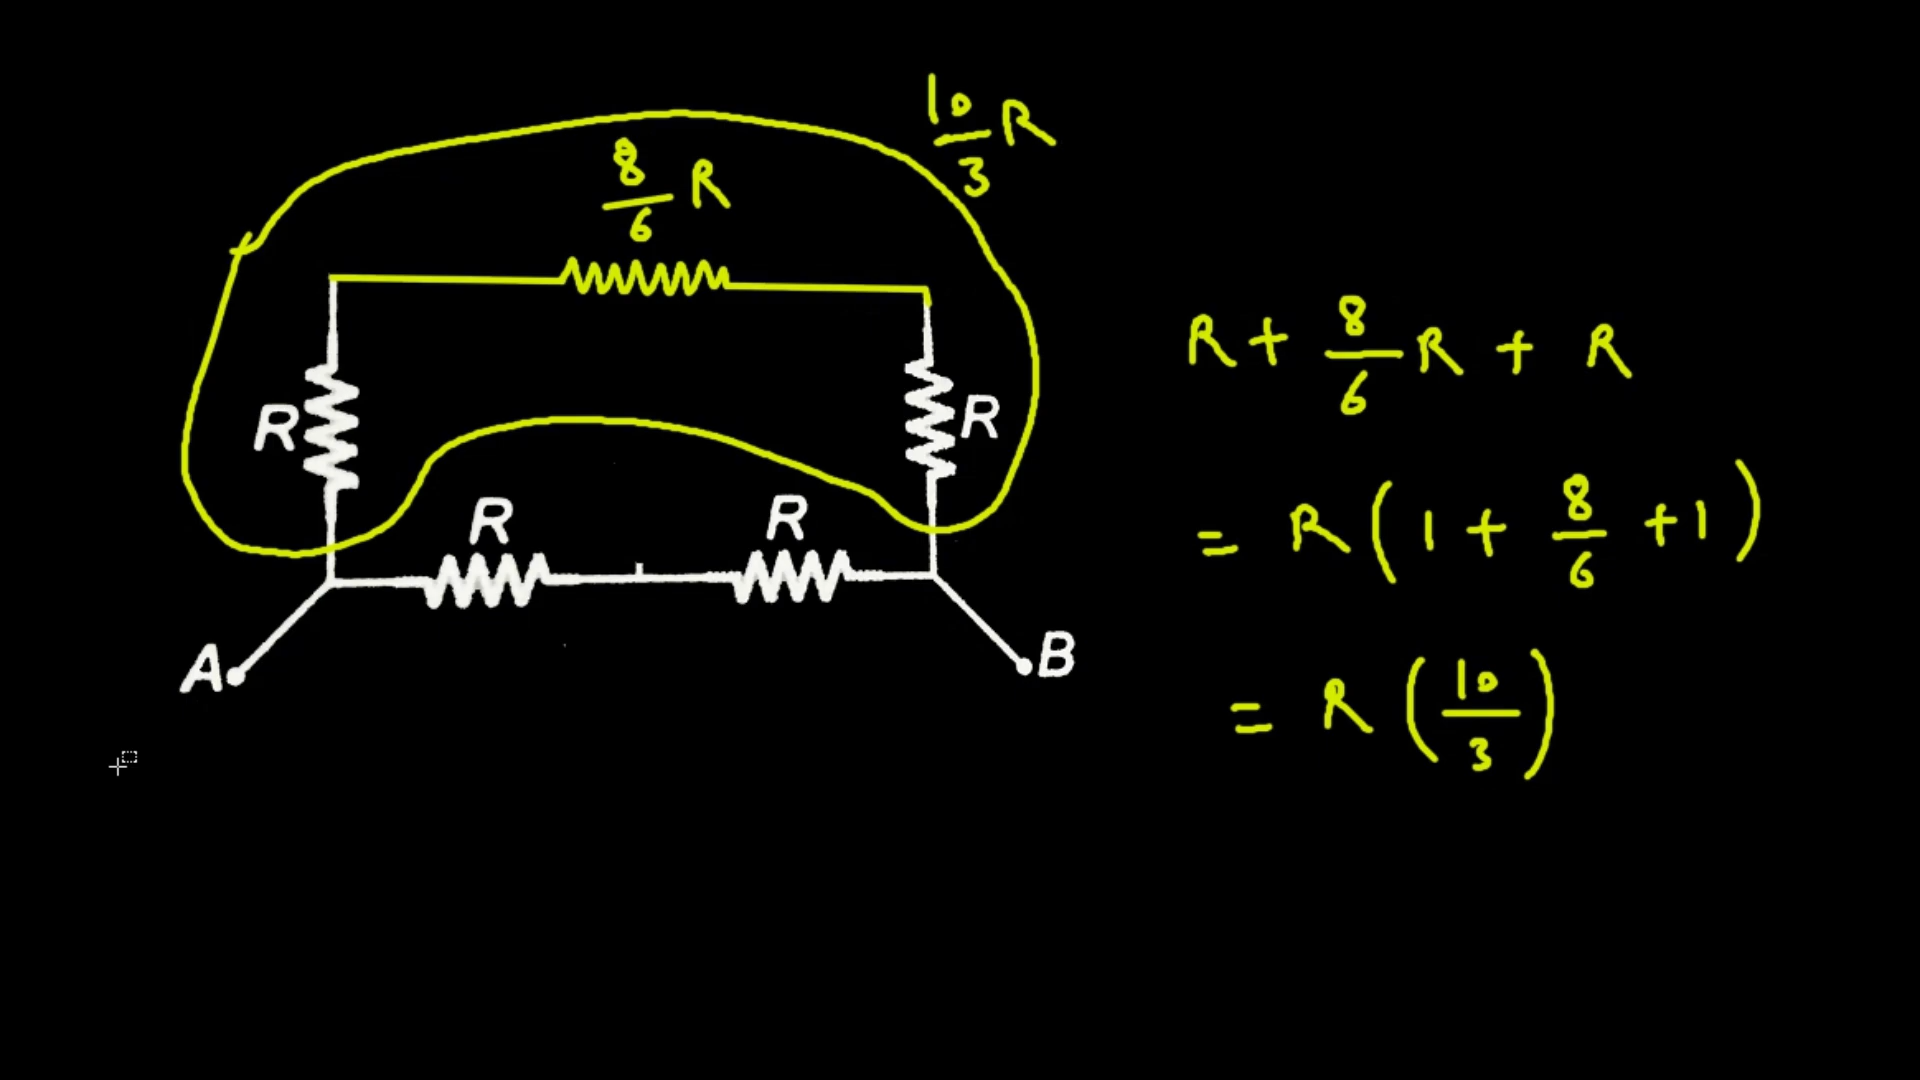 10/3 R
8/6 R
R + 8/6 R + R
R
R
R
R
= R ( 1 + 8/6 + 1 )
A
B
= R ( 10/3 )